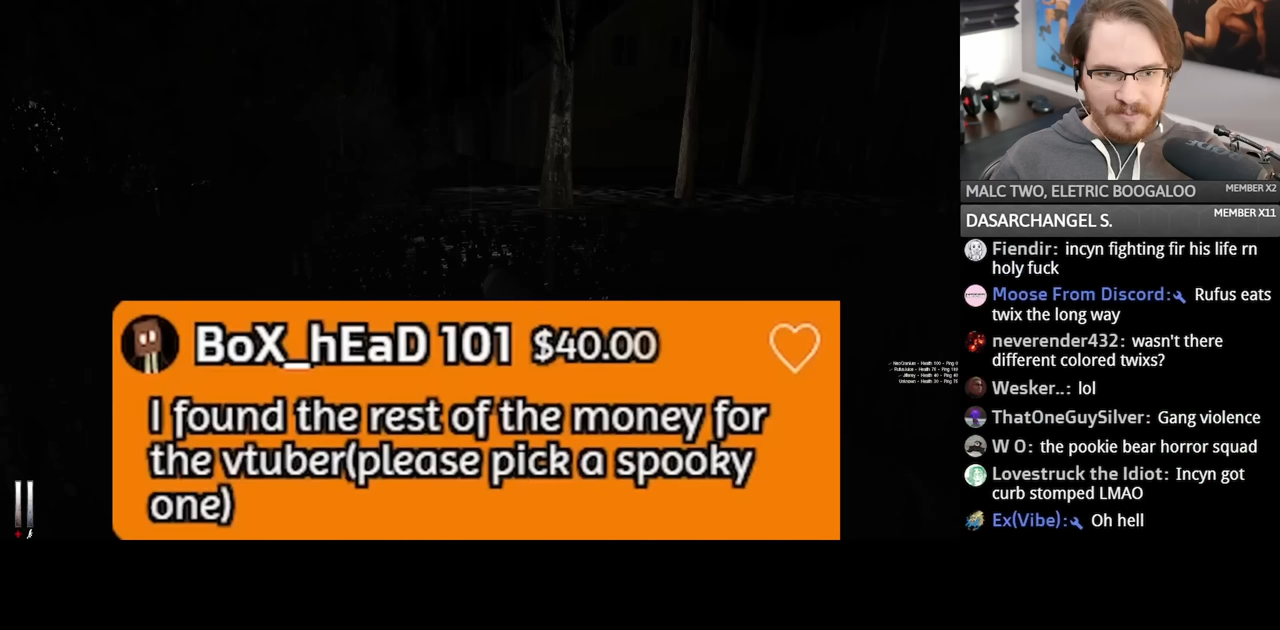 BoX_hEaD 101 $40.00
I found the rest of the money for
the vtuber(please pick a spooky
one)
MALC TWO, ELETRIC BOOGALOO MEMBER X2
DASARCHANGEL S. MEMBER X11
Fiendir: incyn fighting fir his life rn
holy fuck
Moose From Discord: Rufus eats
twix the long way
neverender432: wasn't there
different colored twixs?
Wesker..: lol
ThatOneGuySilver: Gang violence
W O: the pookie bear horror squad
Lovestruck the Idiot: Incyn got
curb stomped LMAO
Ex(Vibe): Oh hell